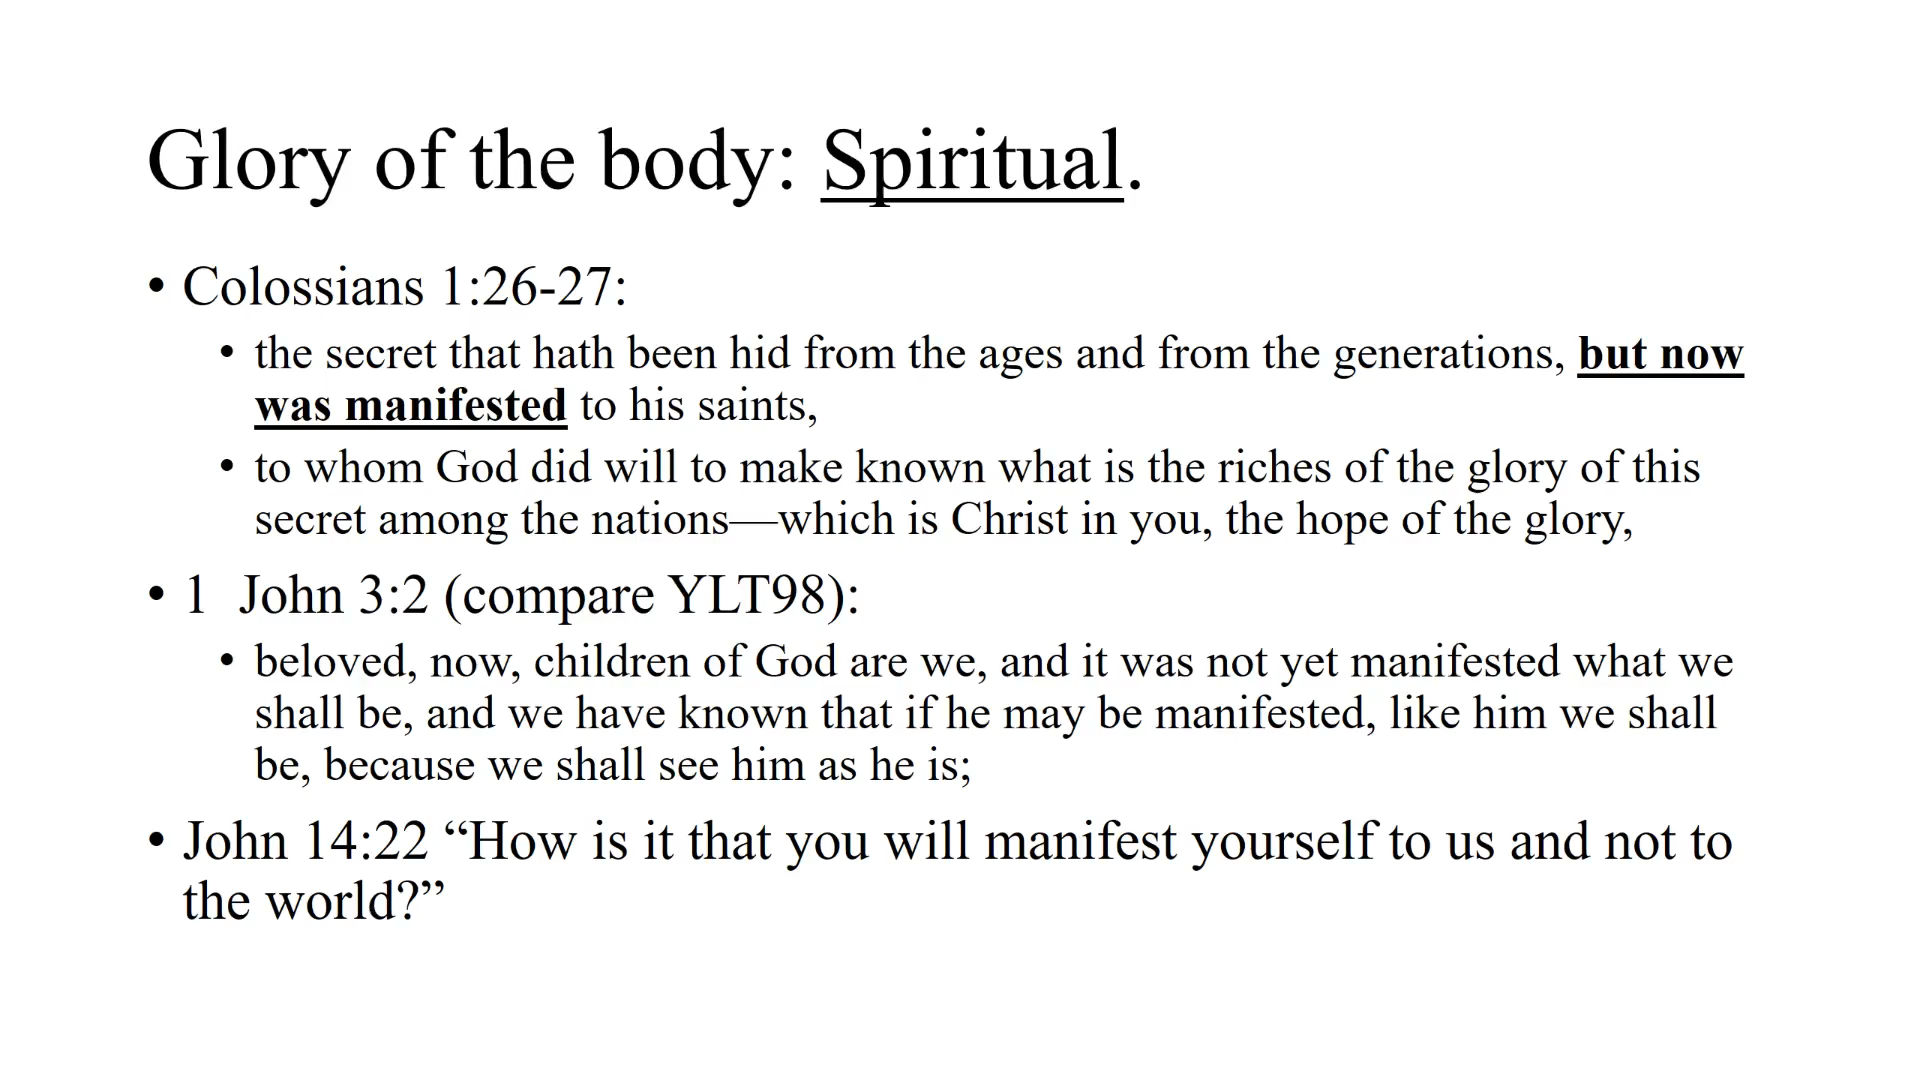 Glory of the body: Spiritual.
• Colossians 1:26-27:
• the secret that hath been hid from the ages and from the generations, but now
was manifested to his saints,
• to whom God did will to make known what is the riches of the glory of this
secret among the nations—which is Christ in you, the hope of the glory,
• 1  John 3:2 (compare YLT98):
• beloved, now, children of God are we, and it was not yet manifested what we
shall be, and we have known that if he may be manifested, like him we shall
be, because we shall see him as he is;
• John 14:22 “How is it that you will manifest yourself to us and not to
the world?”